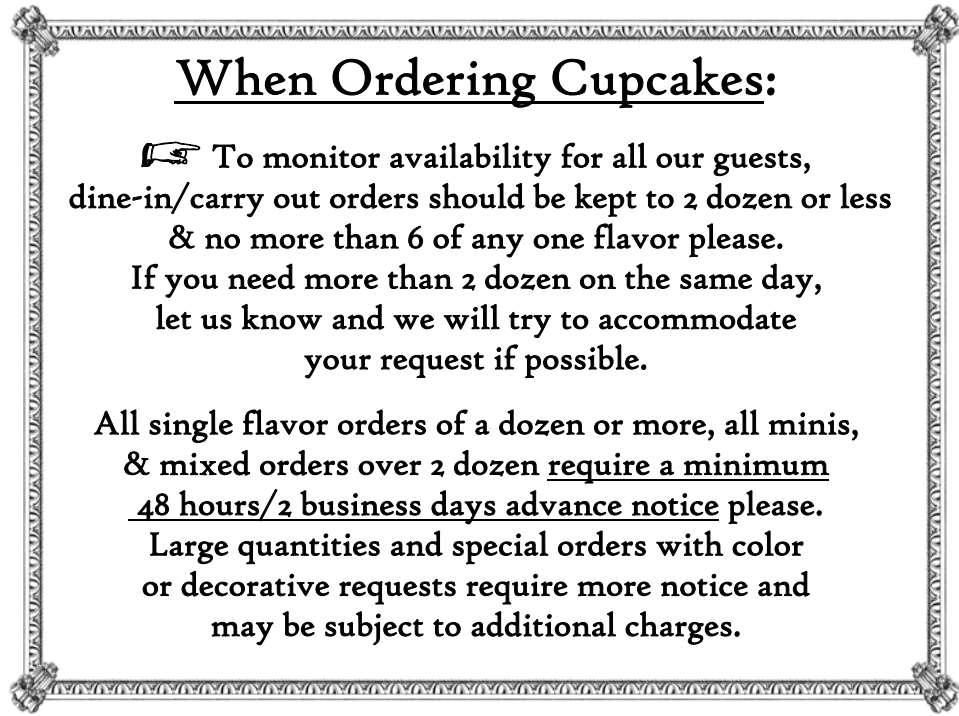 When Ordering Cupcakes:
☞ To monitor availability for all our guests,
dine-in/carry out orders should be kept to 2 dozen or less
& no more than 6 of any one flavor please.
If you need more than 2 dozen on the same day,
let us know and we will try to accommodate
your request if possible.
All single flavor orders of a dozen or more, all minis,
& mixed orders over 2 dozen require a minimum
48 hours/2 business days advance notice please.
Large quantities and special orders with color
or decorative requests require more notice and
may be subject to additional charges.